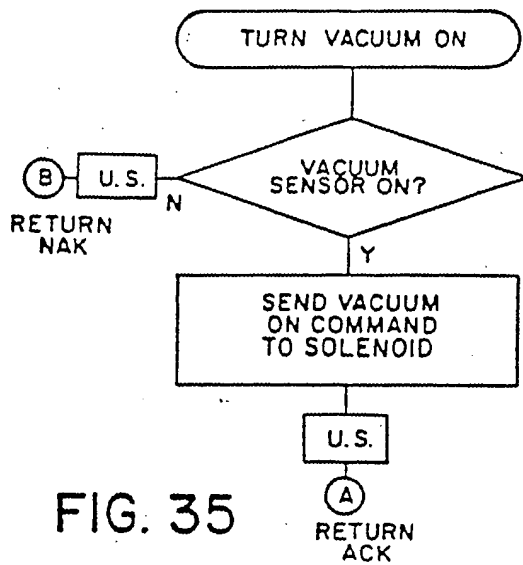 TURN VACUUM ON
VACUUM
SENSOR ON?
B
U.S.
N
RETURN
NAK
Y
SEND VACUUM
ON COMMAND
TO SOLENOID
U.S.
A
RETURN
ACK
FIG. 35